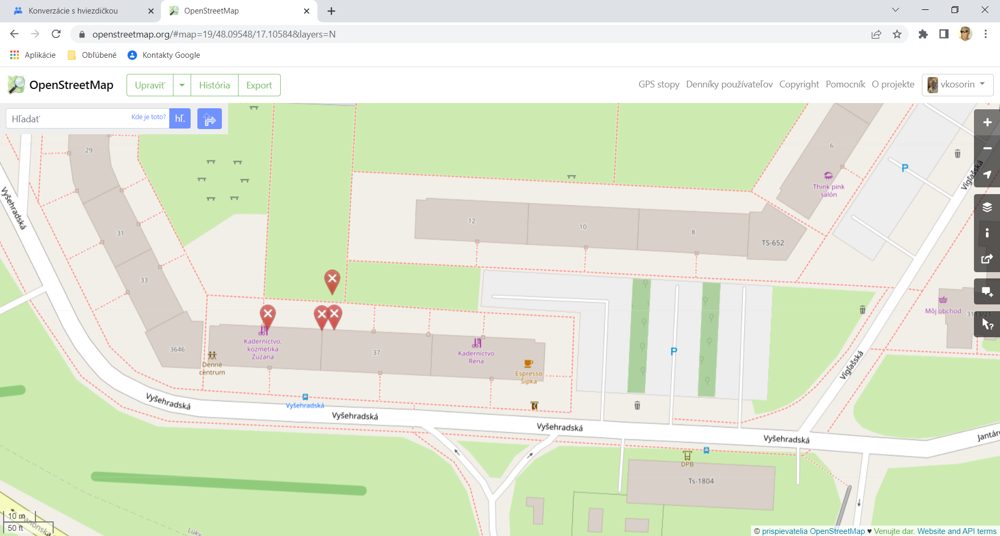 Konverzácie s hviezdičkou
OpenStreetMap
openstreetmap.org/#map=19/48.09548/17.10584&layers=N
Aplikácie
Obľúbené
Kontakty Google
OpenStreetMap
Upraviť
História
Export
GPS stopy
Denníky používateľov
Copyright
Pomocník
O projekte
vkosorin
Hľadať
Kde je toto?
hľ.
29
6
P
Think pink
salón
Vígľašská
Vyšehradská
12
10
8
TS-652
31
33
Môj obchod
3113/21
3646
Kaderníctvo,
kozmetika
Zuzana
37
Kaderníctvo
Rena
P
Denné
centrum
Espresso
Šípka
Vígľašská
Vyšehradská
Vyšehradská
Vyšehradská
Vyšehradská
Vyšehradská
DPB
Ts-1804
10 m
50 ft
Lúky
© prispievatelia OpenStreetMap ♥ Venujte dar. Website and API terms